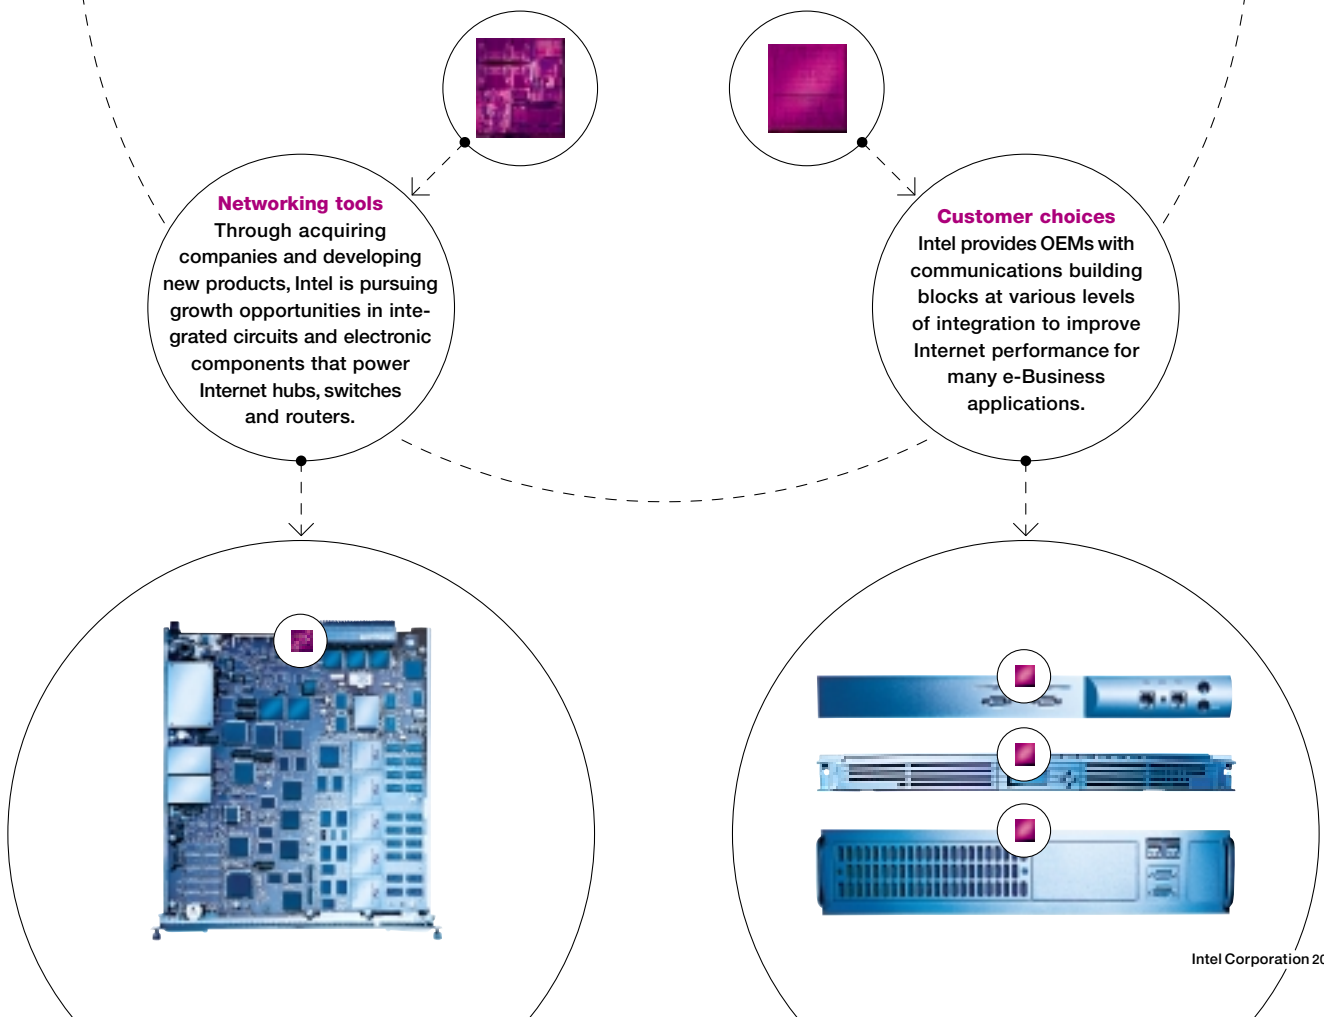 Networking tools
Through acquiring
companies and developing
new products, Intel is pursuing
growth opportunities in inte-
grated circuits and electronic
components that power
Internet hubs, switches
and routers.
Customer choices
Intel provides OEMs with
communications building
blocks at various levels
of integration to improve
Internet performance for
many e-Business
applications.
Intel Corporation 20